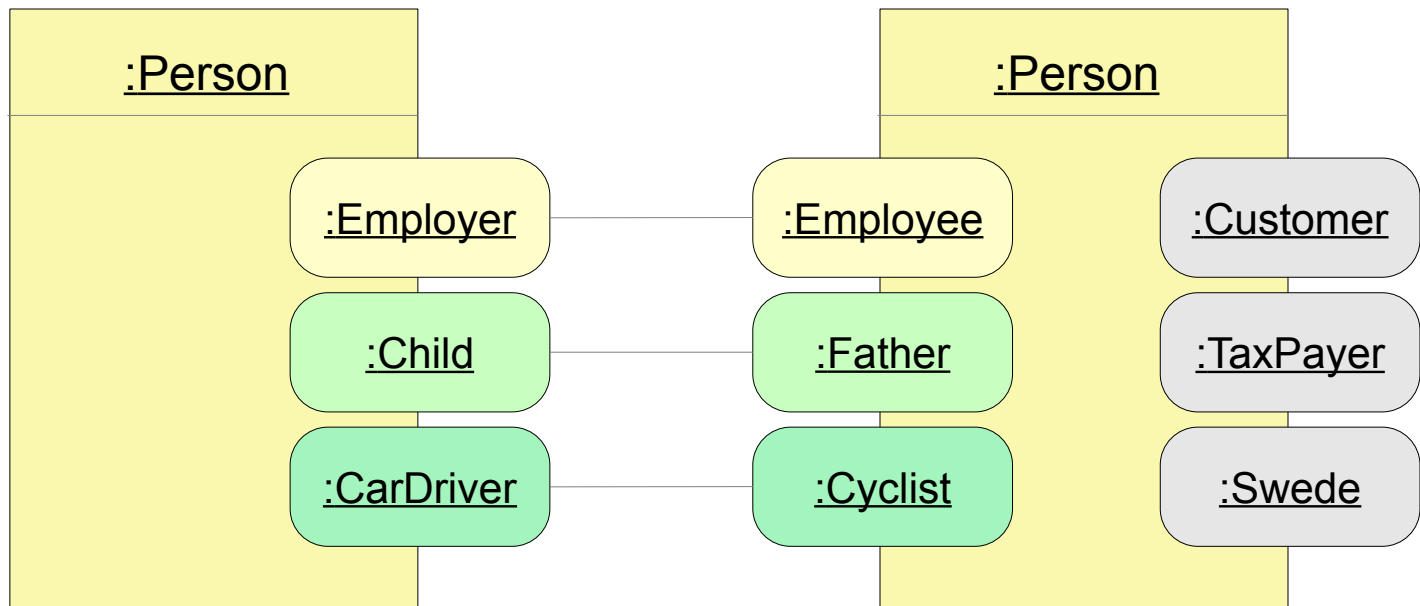 :Person
:Person
:Employer
:Employee
:Customer
:Child
:Father
:TaxPayer
:CarDriver
:Cyclist
:Swede